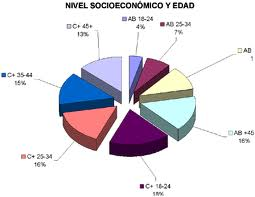 NIVEL SOCIOECONÓMICO Y EDAD
C+ 45+
13%
AB 18-24
4%
AB 25-34
7%
AB
1
C+ 35-44
15%
AB +45
16%
C+ 25-34
16%
C+ 18-24
18%